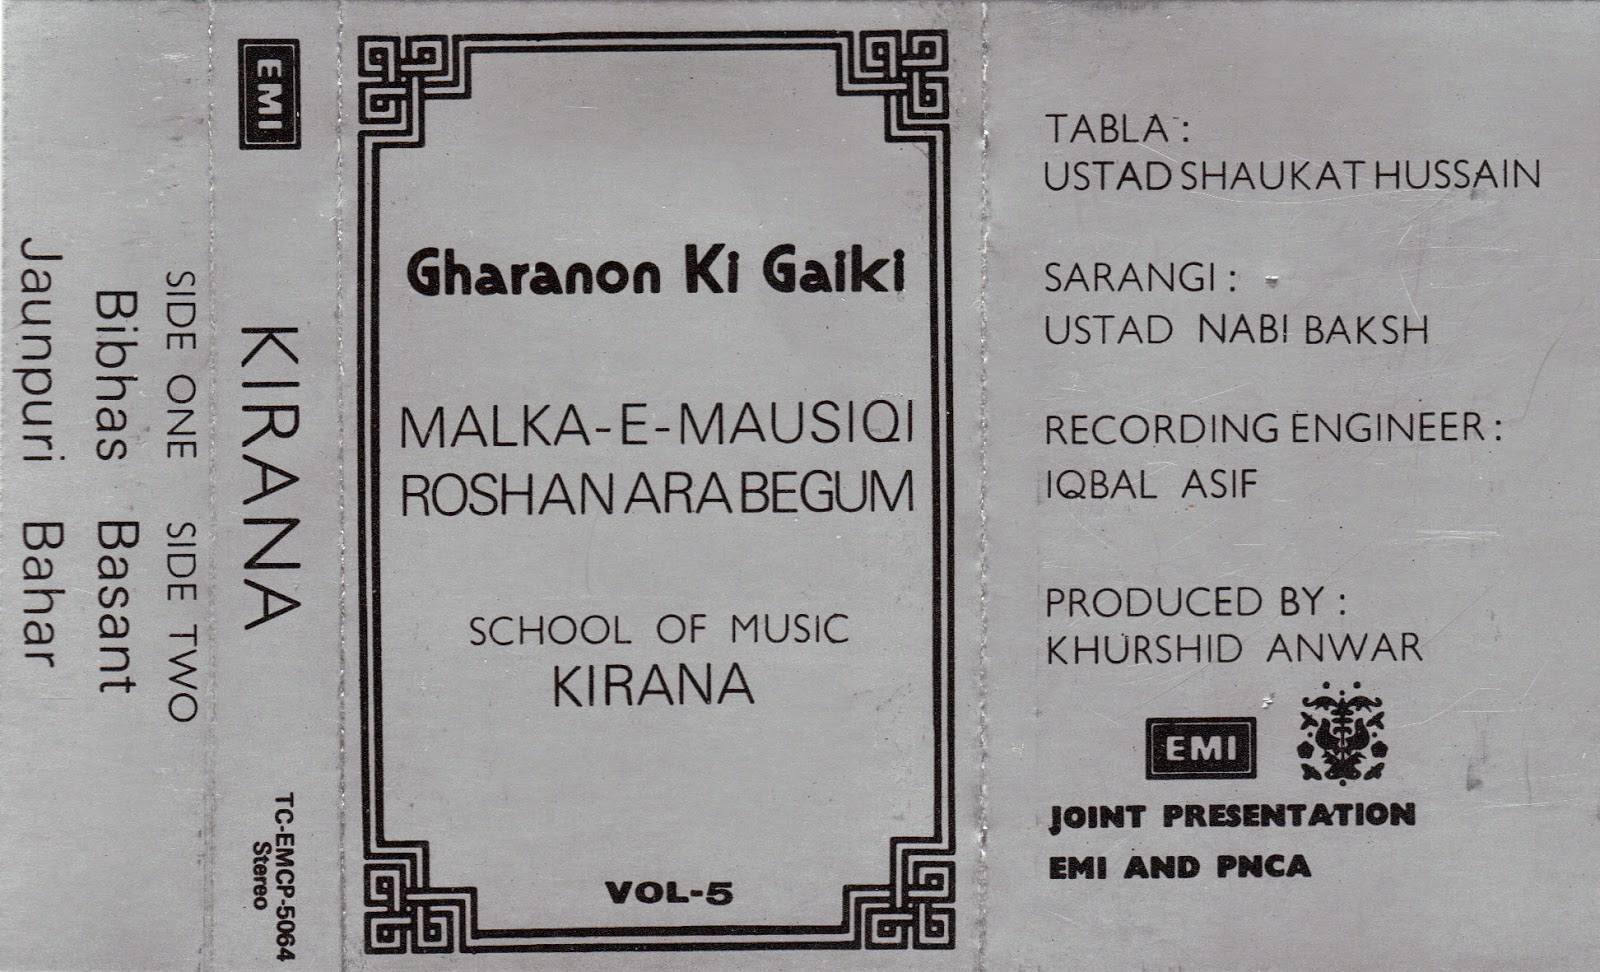 SIDE ONE SIDE TWO
Bibhas Basant
Jaunpuri Bahar
EMI
KIRANA
TC-EMCP-5064
Stereo
Gharanon Ki Gaiki
MALKA-E-MAUSIQI
ROSHAN ARA BEGUM
SCHOOL OF MUSIC
KIRANA
VOL-5
TABLA :
USTAD SHAUKAT HUSSAIN
SARANGI :
USTAD NABI BAKSH
RECORDING ENGINEER :
IQBAL ASIF
PRODUCED BY :
KHURSHID ANWAR
EMI
JOINT PRESENTATION
EMI AND PNCA